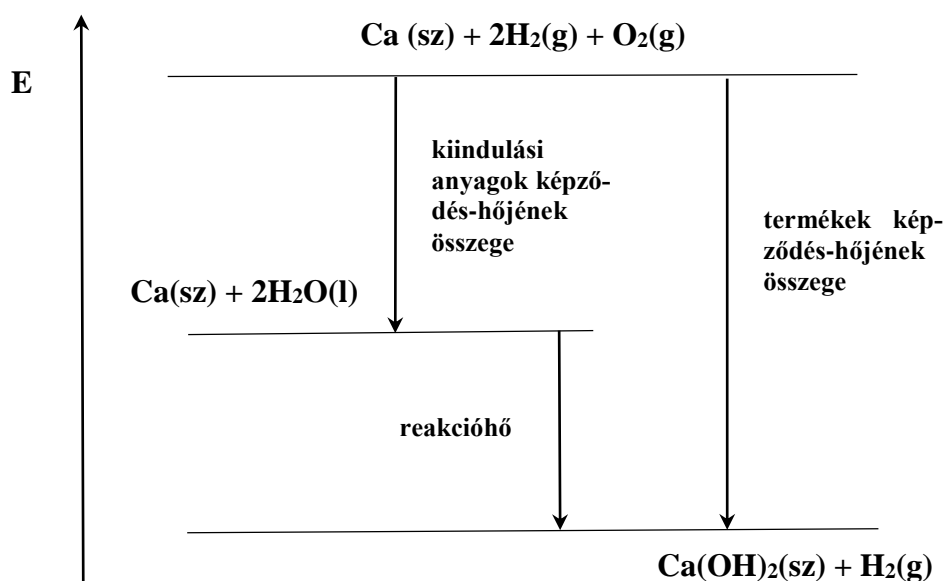 Ca (sz) + 2H₂(g) + O₂(g)
E
kiindulási
anyagok képző-
dés-hőjének
összege
termékek kép-
ződés-hőjének
összege
Ca(sz) + 2H₂O(l)
reakcióhő
Ca(OH)₂(sz) + H₂(g)